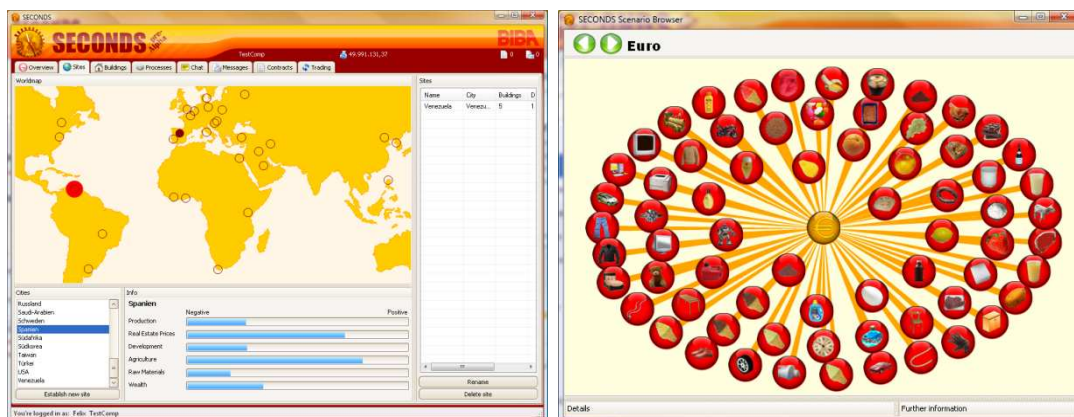 SECONDS
SECONDS pre-Alpha
BIBA
TestComp
49.991.131,37
0
0
Overview
Sites
Buildings
Processes
Chat
Messages
Contracts
Trading
Worldmap
Sites
Name City Buildings D
Venezuela Venezu... 5 1
Cities
Russland
Saudi-Arabien
Schweden
Spanien
Südafrika
Südkorea
Taiwan
Türkei
USA
Venezuela
Establish new site
Info
Spanien
Negative Positive
Production
Real Estate Prices
Development
Agriculture
Raw Materials
Wealth
Rename
Delete site
You're logged in as: Felix TestComp
SECONDS Scenario Browser
Euro
Details
Further information